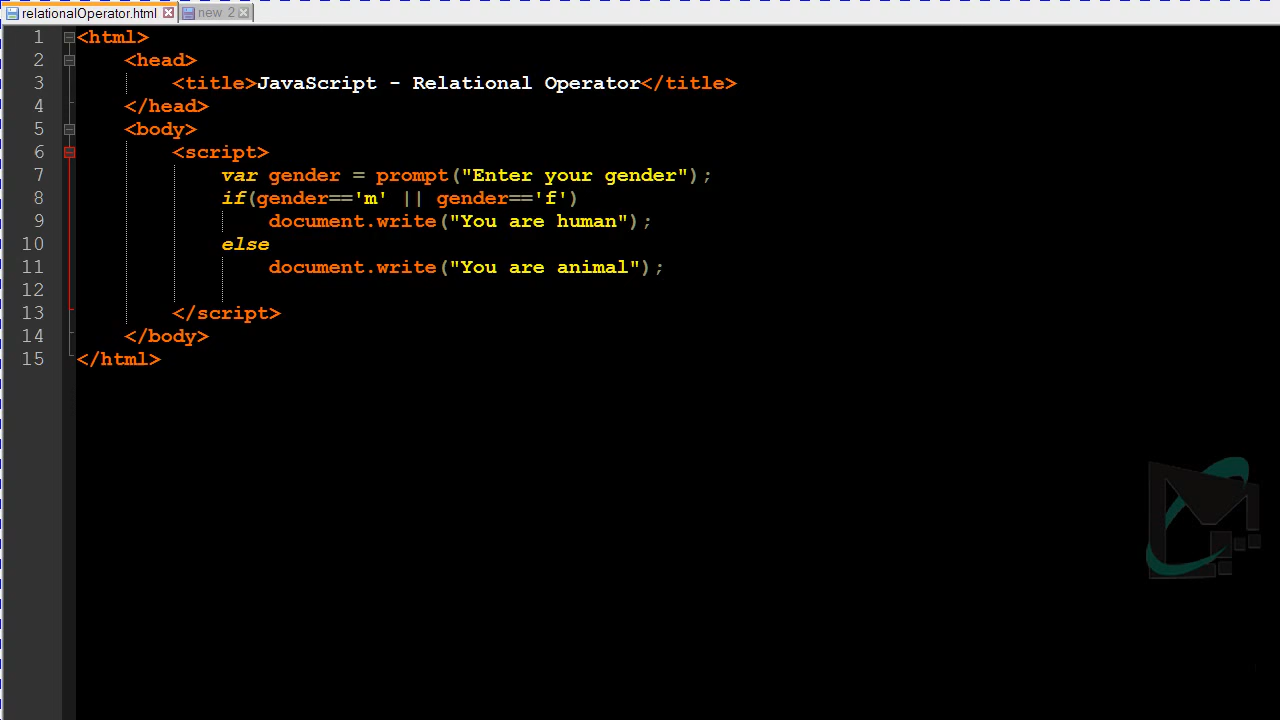 relationalOperator.html new 2
1 <html>
2 <head>
3 <title>JavaScript - Relational Operator</title>
4 </head>
5 <body>
6 <script>
7 var gender = prompt("Enter your gender");
8 if(gender=='m' || gender=='f')
9 document.write("You are human");
10 else
11 document.write("You are animal");
12
13 </script>
14 </body>
15 </html>